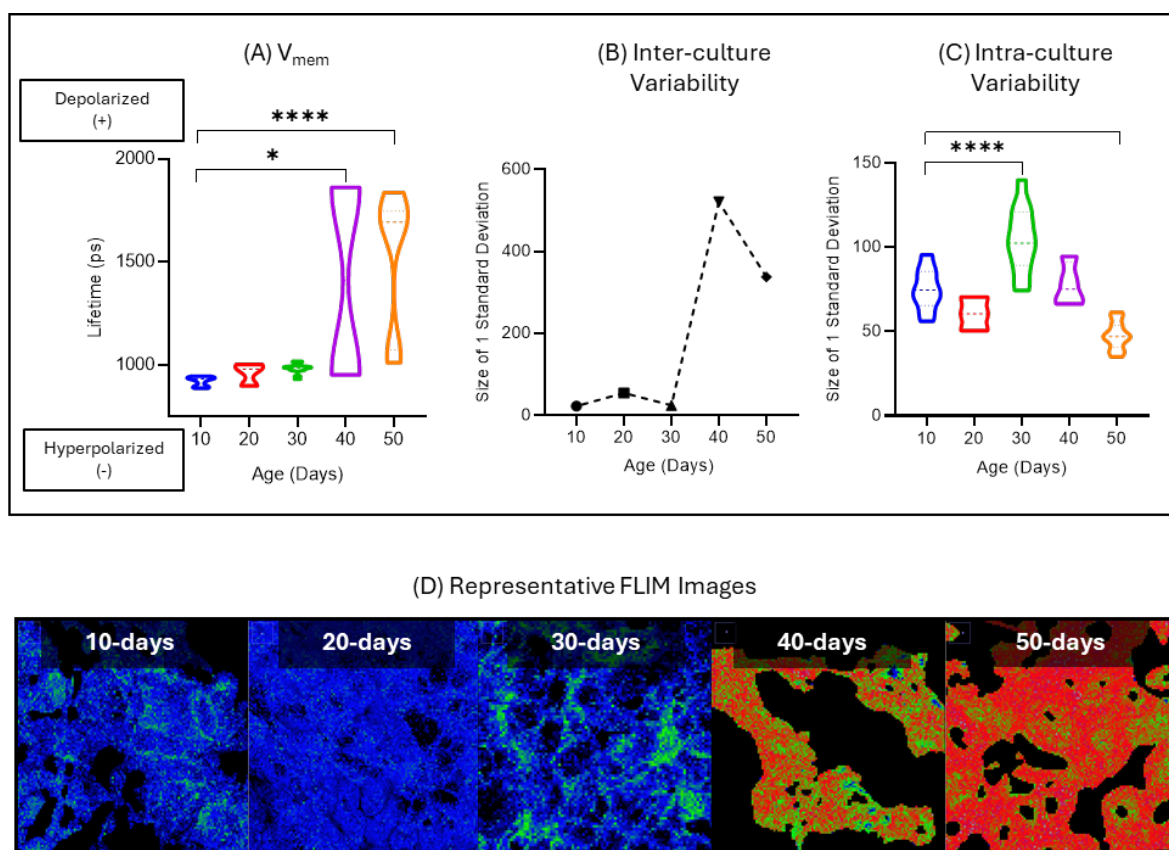 (A) Vmem
(B) Inter-culture
Variability
(C) Intra-culture
Variability
Depolarized
(+)
Hyperpolarized
(-)
****
*
2000
1500
1000
Lifetime (ps)
10 20 30 40 50
Age (Days)
600
400
200
0
Size of 1 Standard Deviation
10 20 30 40 50
Age (Days)
****
150
100
50
0
Size of 1 Standard Deviation
10 20 30 40 50
Age (Days)
(D) Representative FLIM Images
10-days
20-days
30-days
40-days
50-days